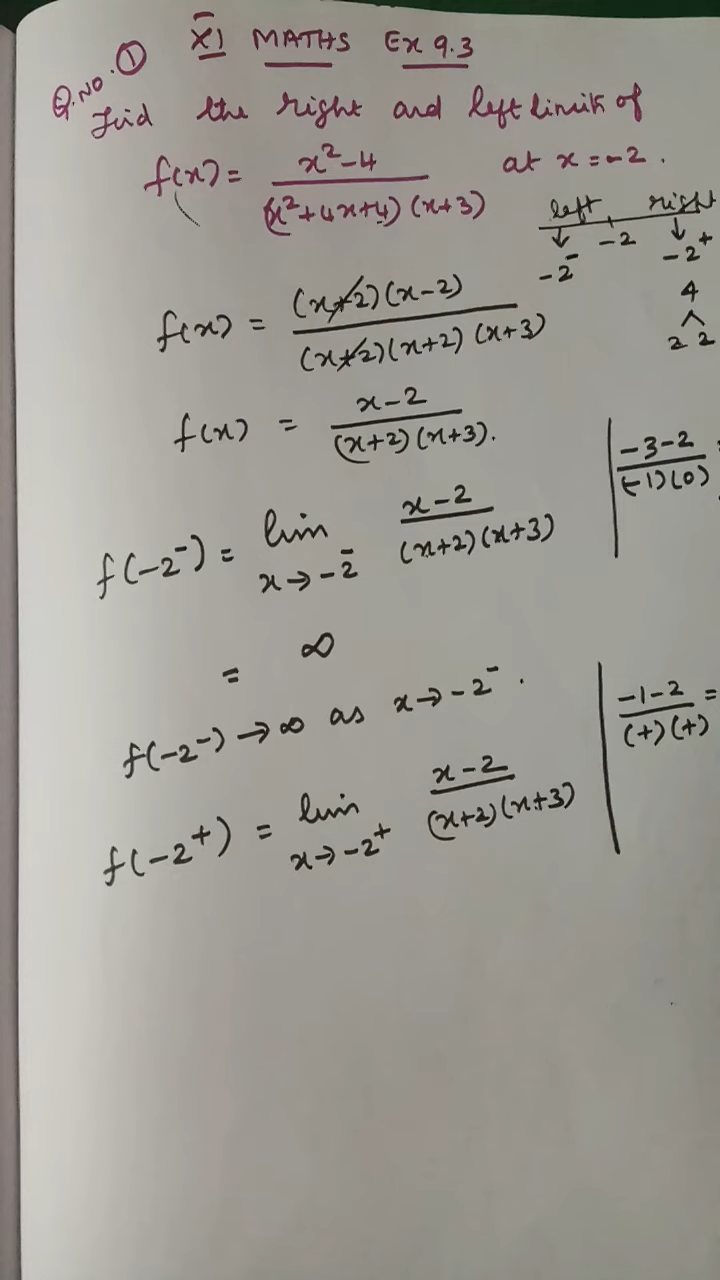 XI MATHS Ex 9.3
Q.NO. ①
Find the right and left limits of
f(x) = x²-4 / (x²+4x+4)(x+3) at x = -2.
left right
↓ -2 ↓
-2⁻ -2⁺
4
^
2 2
f(x) = (x+2)(x-2) / (x+2)(x+2)(x+3)
f(x) = x-2 / (x+2)(x+3).
f(-2⁻) = lim x→-2⁻ x-2 / (x+2)(x+3)
-3-2 / (-1)(0)
= ∞
f(-2⁻) → ∞ as x→-2⁻.
f(-2⁺) = lim x→-2⁺ x-2 / (x+2)(x+3)
-1-2 / (+)(+) =